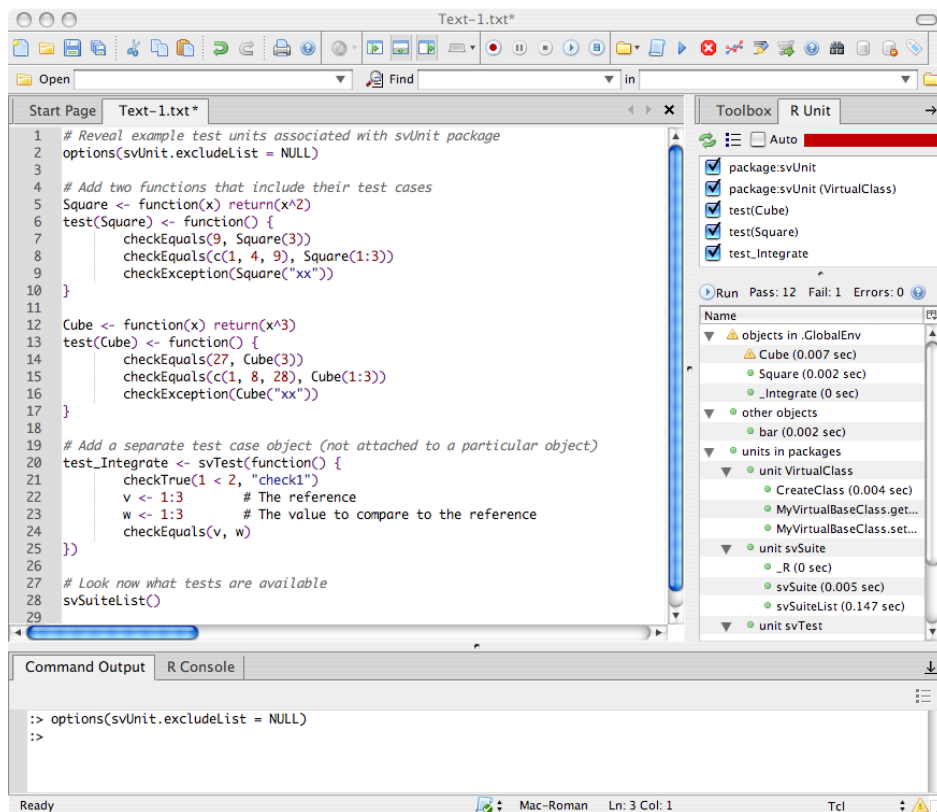 Text-1.txt*
Open
Find
in
Start Page
Text-1.txt*
1 # Reveal example test units associated with svUnit package
2 options(svUnit.excludeList = NULL)
3
4 # Add two functions that include their test cases
5 Square <- function(x) return(x^2)
6 test(Square) <- function() {
7 checkEquals(9, Square(3))
8 checkEquals(c(1, 4, 9), Square(1:3))
9 checkException(Square("xx"))
10 }
11
12 Cube <- function(x) return(x^3)
13 test(Cube) <- function() {
14 checkEquals(27, Cube(3))
15 checkEquals(c(1, 8, 28), Cube(1:3))
16 checkException(Cube("xx"))
17 }
18
19 # Add a separate test case object (not attached to a particular object)
20 test_Integrate <- svTest(function() {
21 checkTrue(1 < 2, "check1")
22 v <- 1:3 # The reference
23 w <- 1:3 # The value to compare to the reference
24 checkEquals(v, w)
25 })
26
27 # Look now what tests are available
28 svSuiteList()
29
Toolbox
R Unit
Auto
package:svUnit
package:svUnit (VirtualClass)
test(Cube)
test(Square)
test_Integrate
Run Pass: 12 Fail: 1 Errors: 0
Name
objects in .GlobalEnv
Cube (0.007 sec)
Square (0.002 sec)
_Integrate (0 sec)
other objects
bar (0.002 sec)
units in packages
unit VirtualClass
CreateClass (0.004 sec)
MyVirtualBaseClass.get...
MyVirtualBaseClass.set...
unit svSuite
_R (0 sec)
svSuite (0.005 sec)
svSuiteList (0.147 sec)
unit svTest
Command Output
R Console
:> options(svUnit.excludeList = NULL)
:>
Ready
Mac-Roman
Ln: 3 Col: 1
Tcl